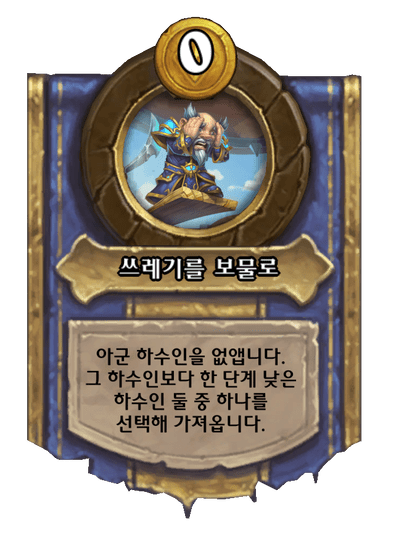 0
쓰레기를 보물로
아군 하수인을 없앱니다.
그 하수인보다 한 단계 낮은
하수인 둘 중 하나를
선택해 가져옵니다.